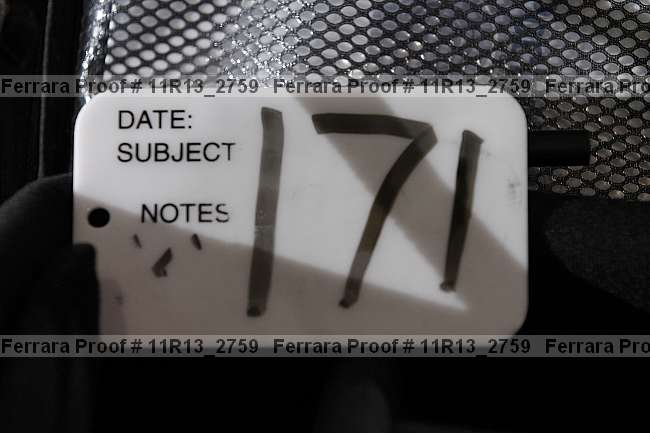 Ferrara Proof # 11R13_2759 Ferrara Proof # 11R13_2759 Ferrara Pro
DATE:
SUBJECT
NOTES
171
Ferrara Proof # 11R13_2759 Ferrara Proof # 11R13_2759 Ferrara Pro